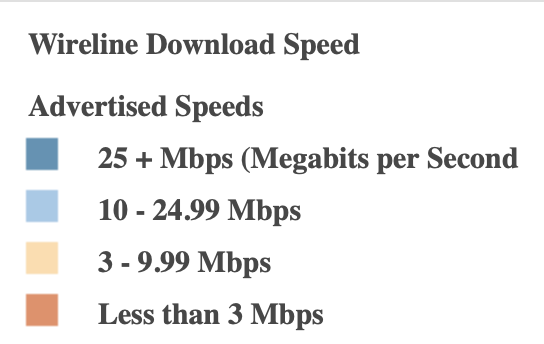 Wireline Download Speed
Advertised Speeds
25 + Mbps (Megabits per Second
10 - 24.99 Mbps
3 - 9.99 Mbps
Less than 3 Mbps